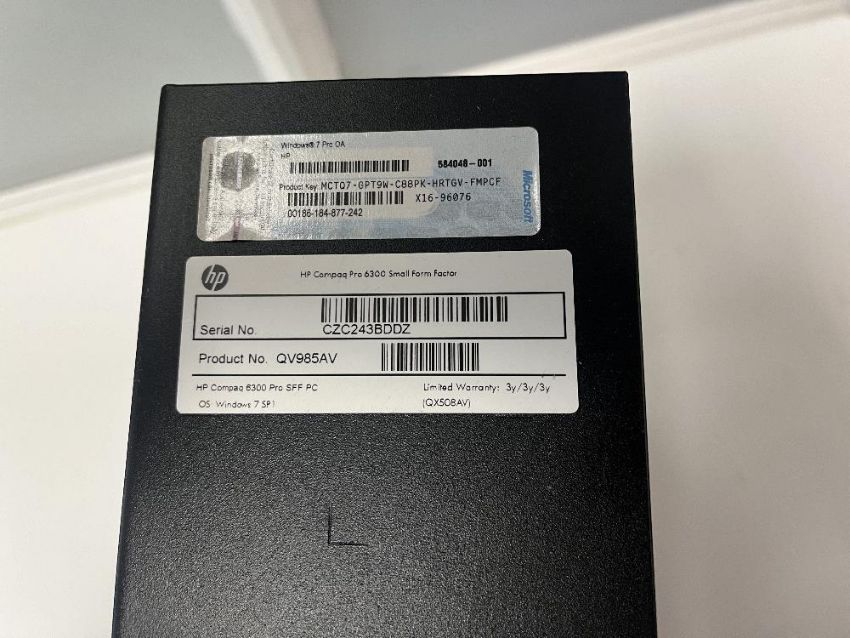 Windows® 7 Pro OA
HP
584048-001
Product Key: MCTQ7-GPT9W-C88PK-HRTGV-FMPCF
X16-96076
00186-184-877-242
Microsoft
hp
HP Compaq Pro 6300 Small Form Factor
Serial No. CZC243BDDZ
Product No. QV985AV
HP Compaq 6300 Pro SFF PC
Limited Warranty: 3y/3y/3y
OS: Windows 7 SP1
(QX508AV)